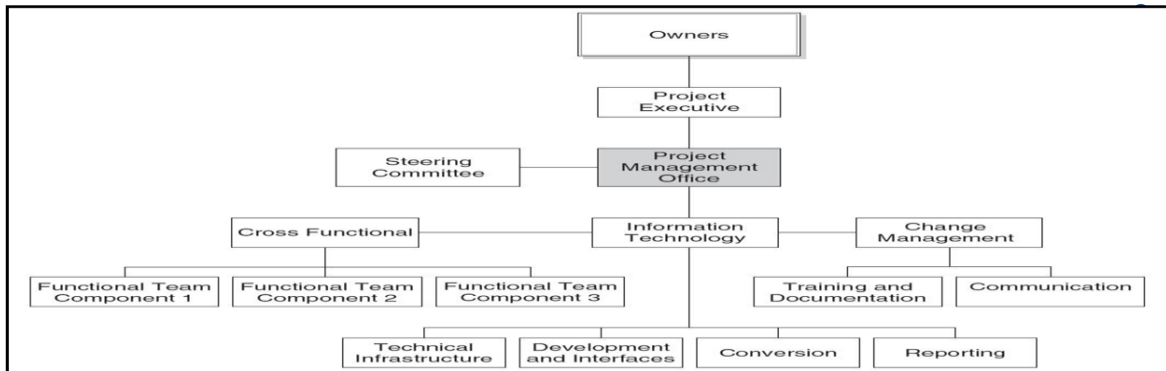 Owners
Project
Executive
Steering
Committee
Project
Management
Office
Cross Functional
Information
Technology
Change
Management
Functional Team
Component 1
Functional Team
Component 2
Functional Team
Component 3
Training and
Documentation
Communication
Technical
Infrastructure
Development
and Interfaces
Conversion
Reporting